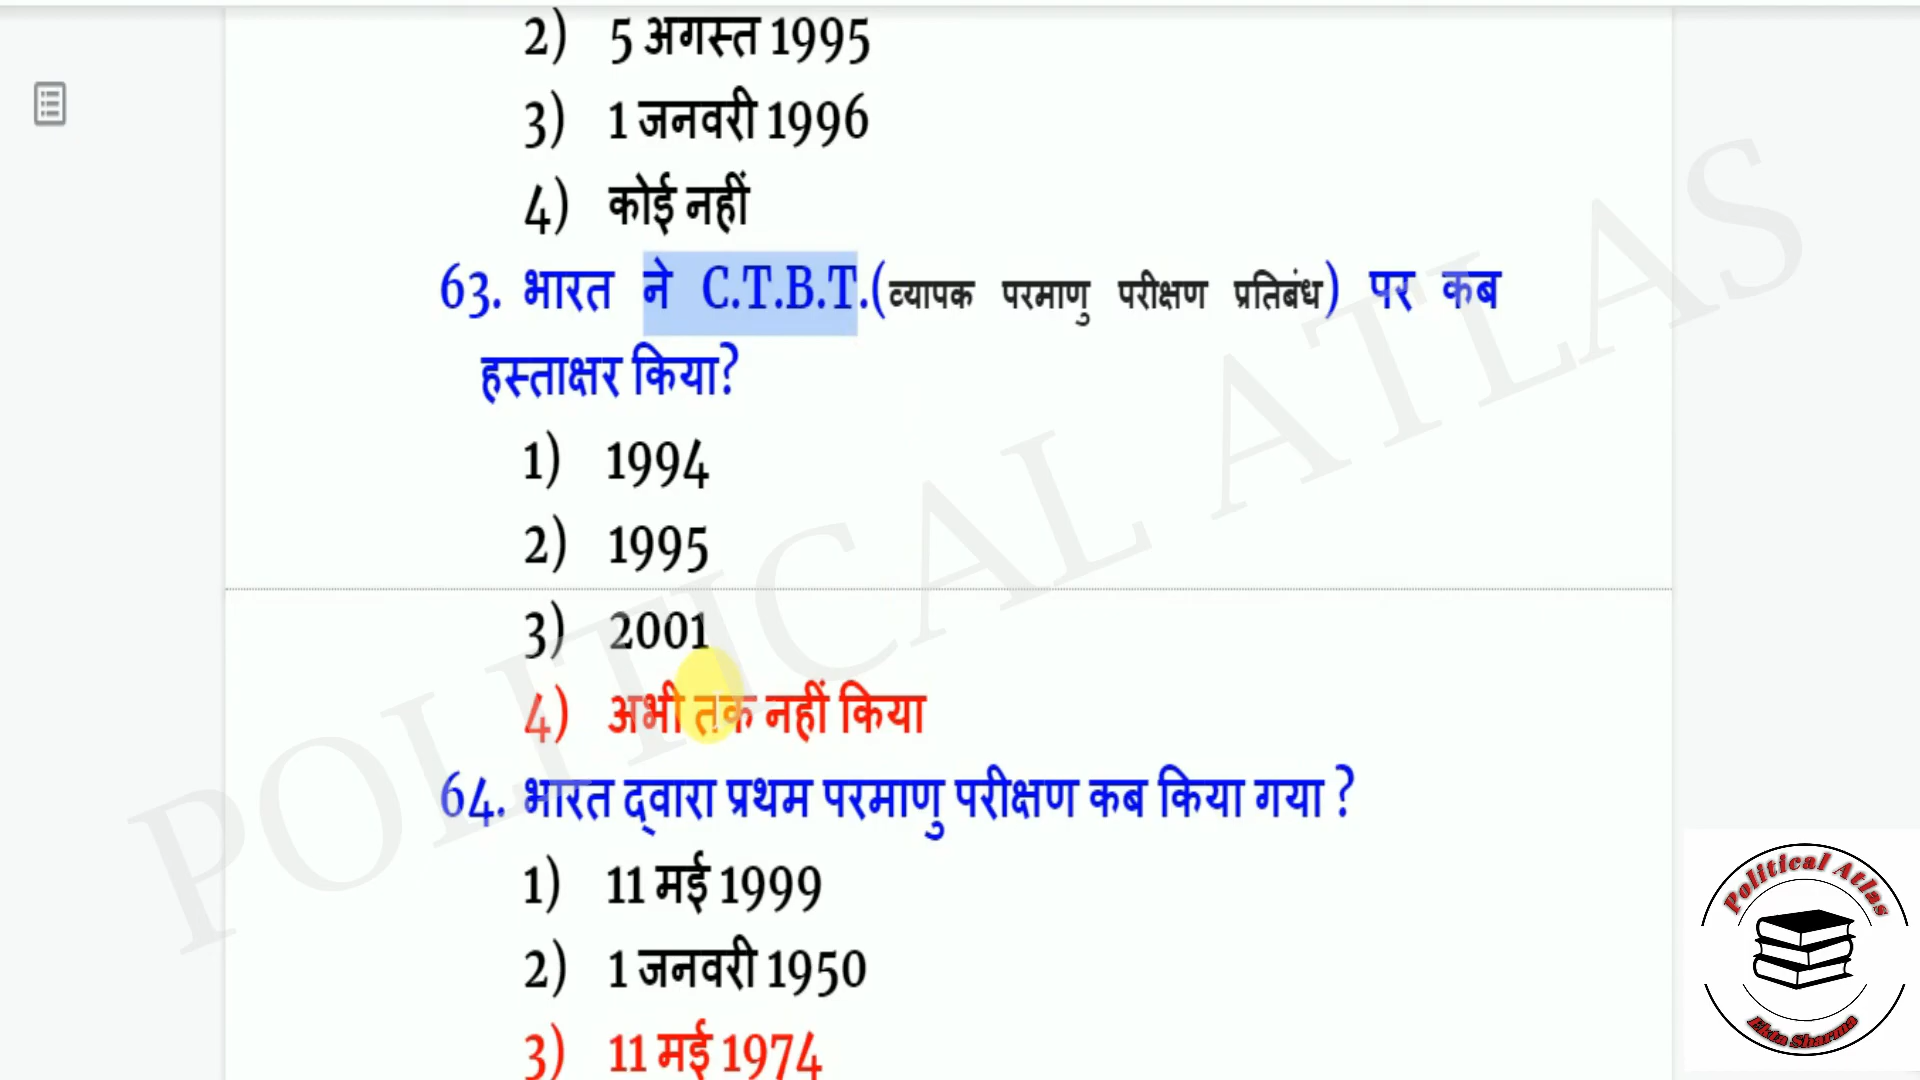 2) 5 अगस्त 1995
3) 1 जनवरी 1996
4) कोई नहीं
63. भारत ने C.T.B.T.(व्यापक परमाणु परीक्षण प्रतिबंध) पर कब
हस्ताक्षर किया?
1) 1994
2) 1995
3) 2001
4) अभी तक नहीं किया
64. भारत द्वारा प्रथम परमाणु परीक्षण कब किया गया ?
1) 11 मई 1999
2) 1 जनवरी 1950
3) 11 मई 1974
POLITICAL ATLAS
Political Atlas
Ekta Sharma